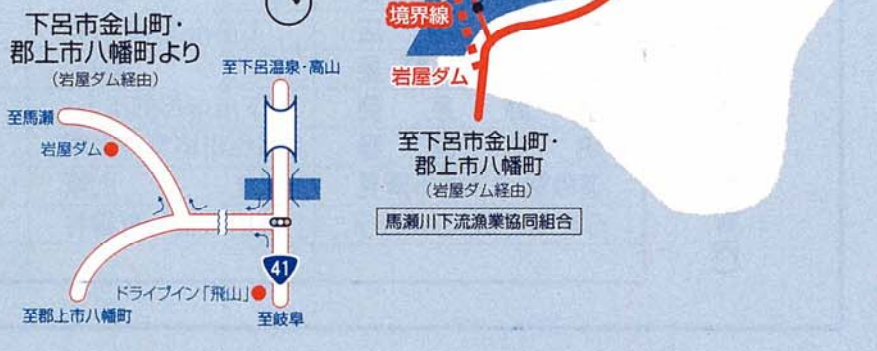 下呂市金山町・
郡上市八幡町より
(岩屋ダム経由)
至下呂温泉・高山
至馬瀬
岩屋ダム
41
ドライブイン「飛山」
至郡上市八幡町
至岐阜
境界線
岩屋ダム
至下呂市金山町・
郡上市八幡町
(岩屋ダム経由)
馬瀬川下流漁業協同組合